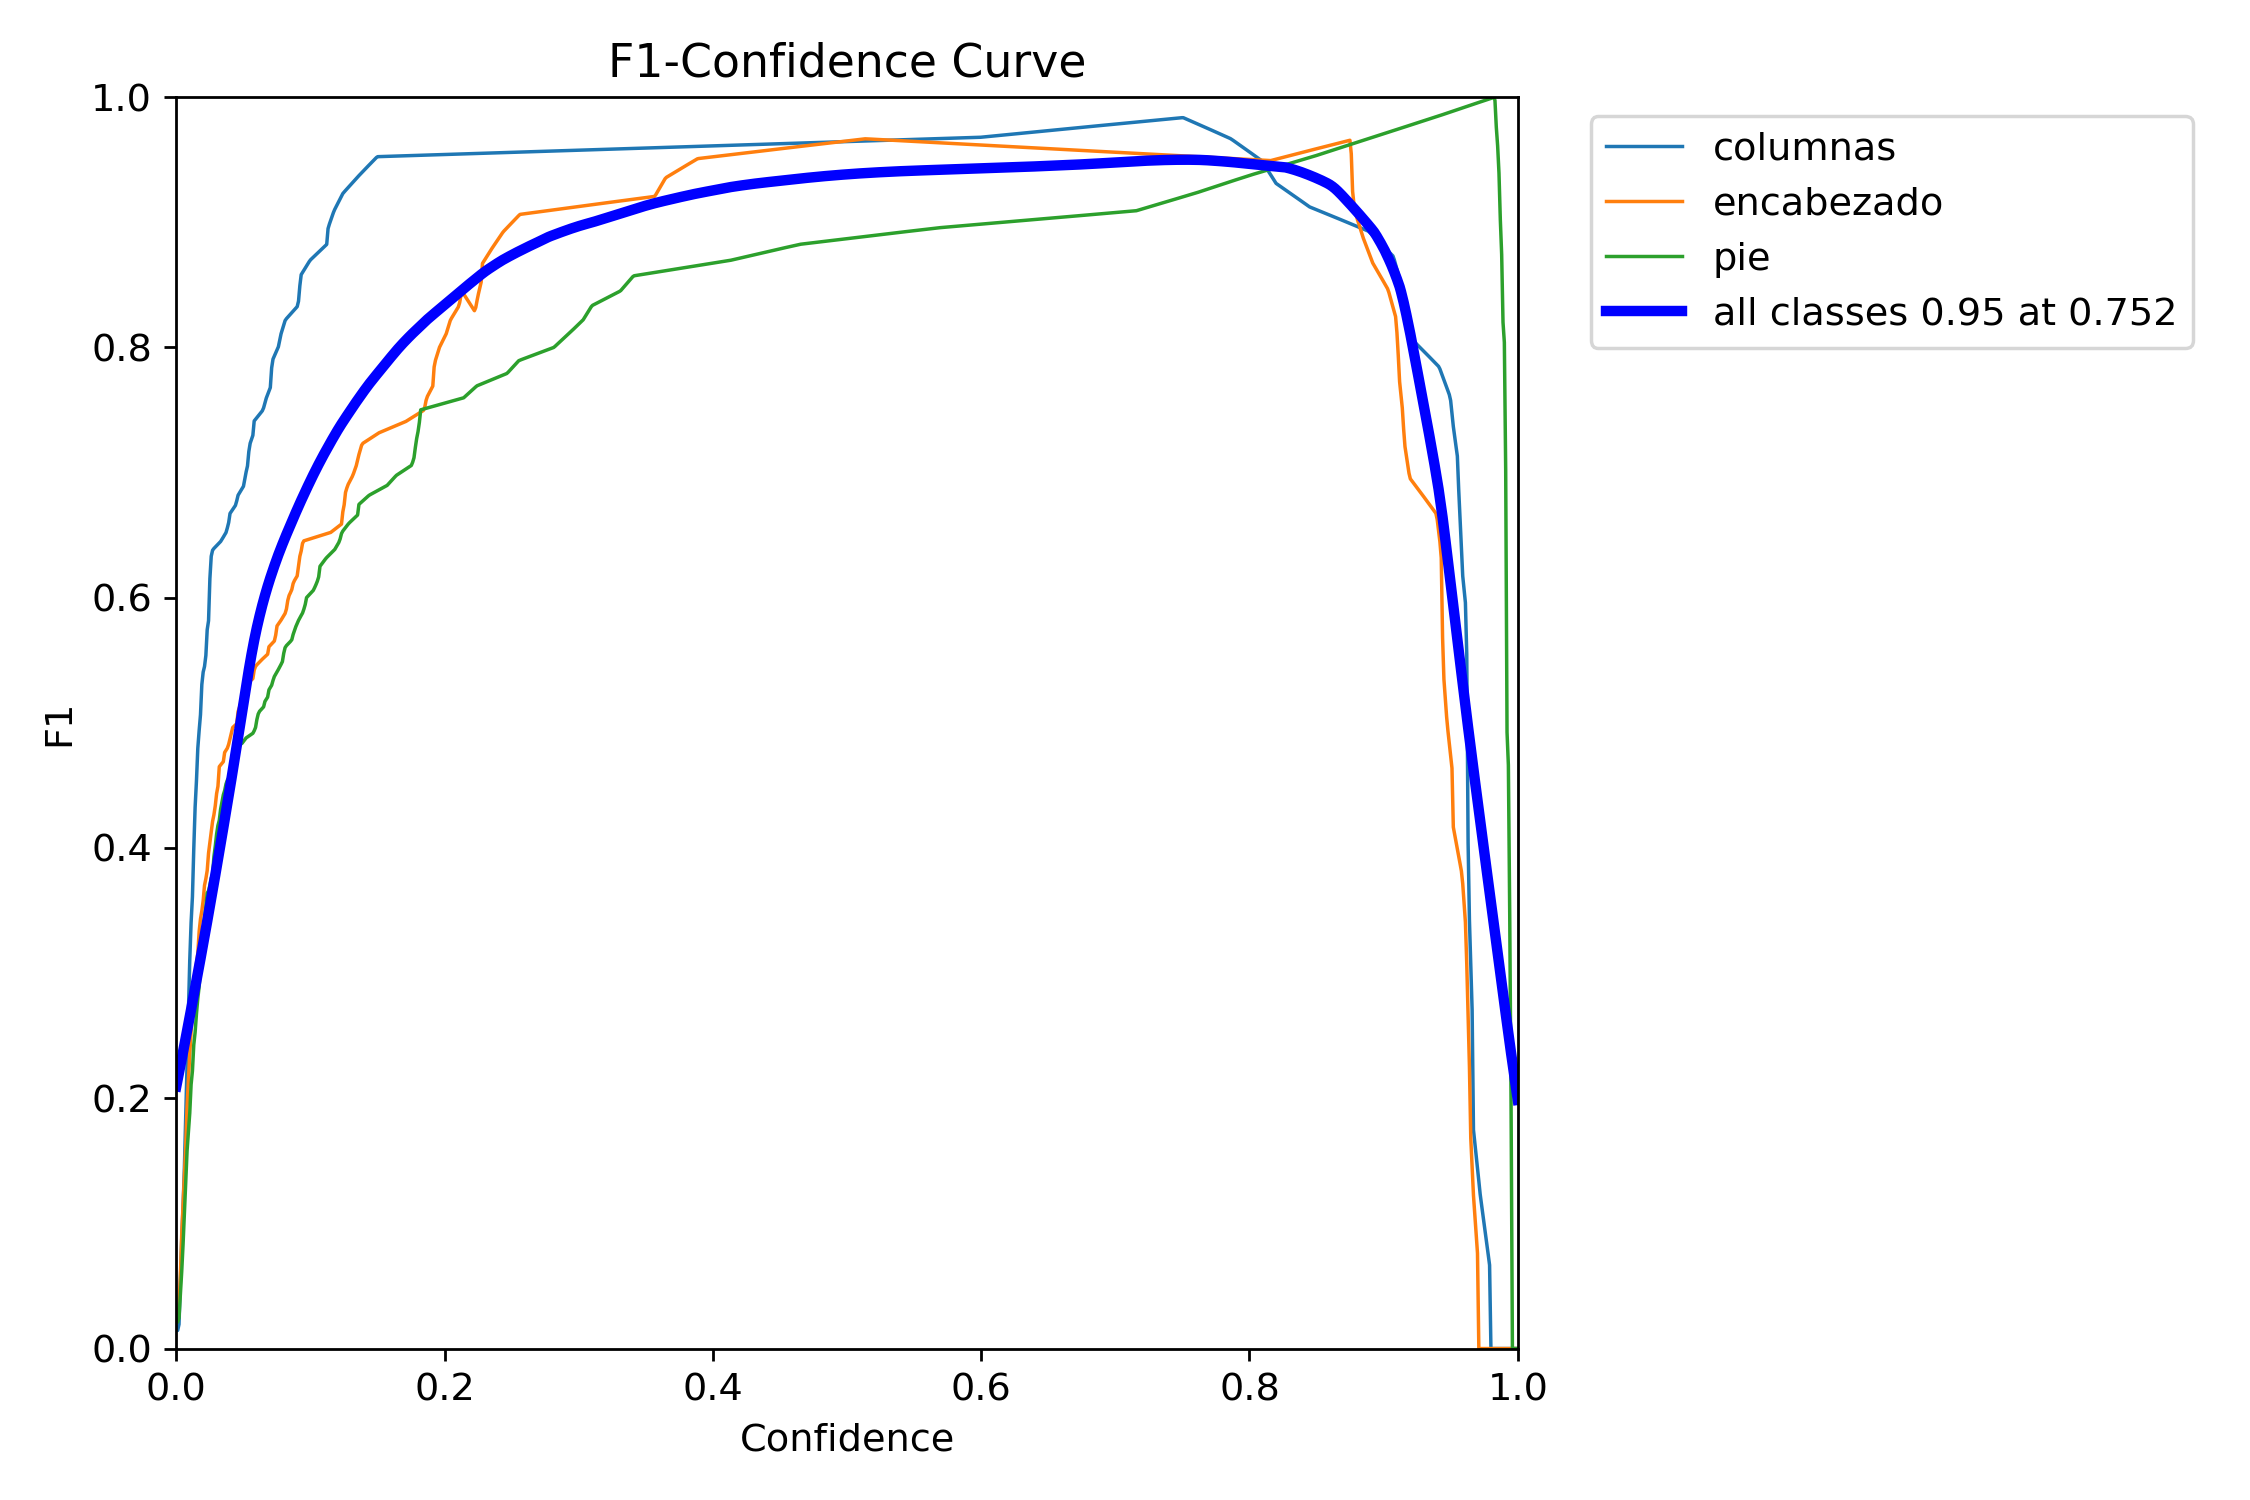 F1-Confidence Curve
1.0
0.8
0.6
0.4
0.2
0.0
F1
0.0 0.2 0.4 0.6 0.8 1.0
Confidence
columnas
encabezado
pie
all classes 0.95 at 0.752